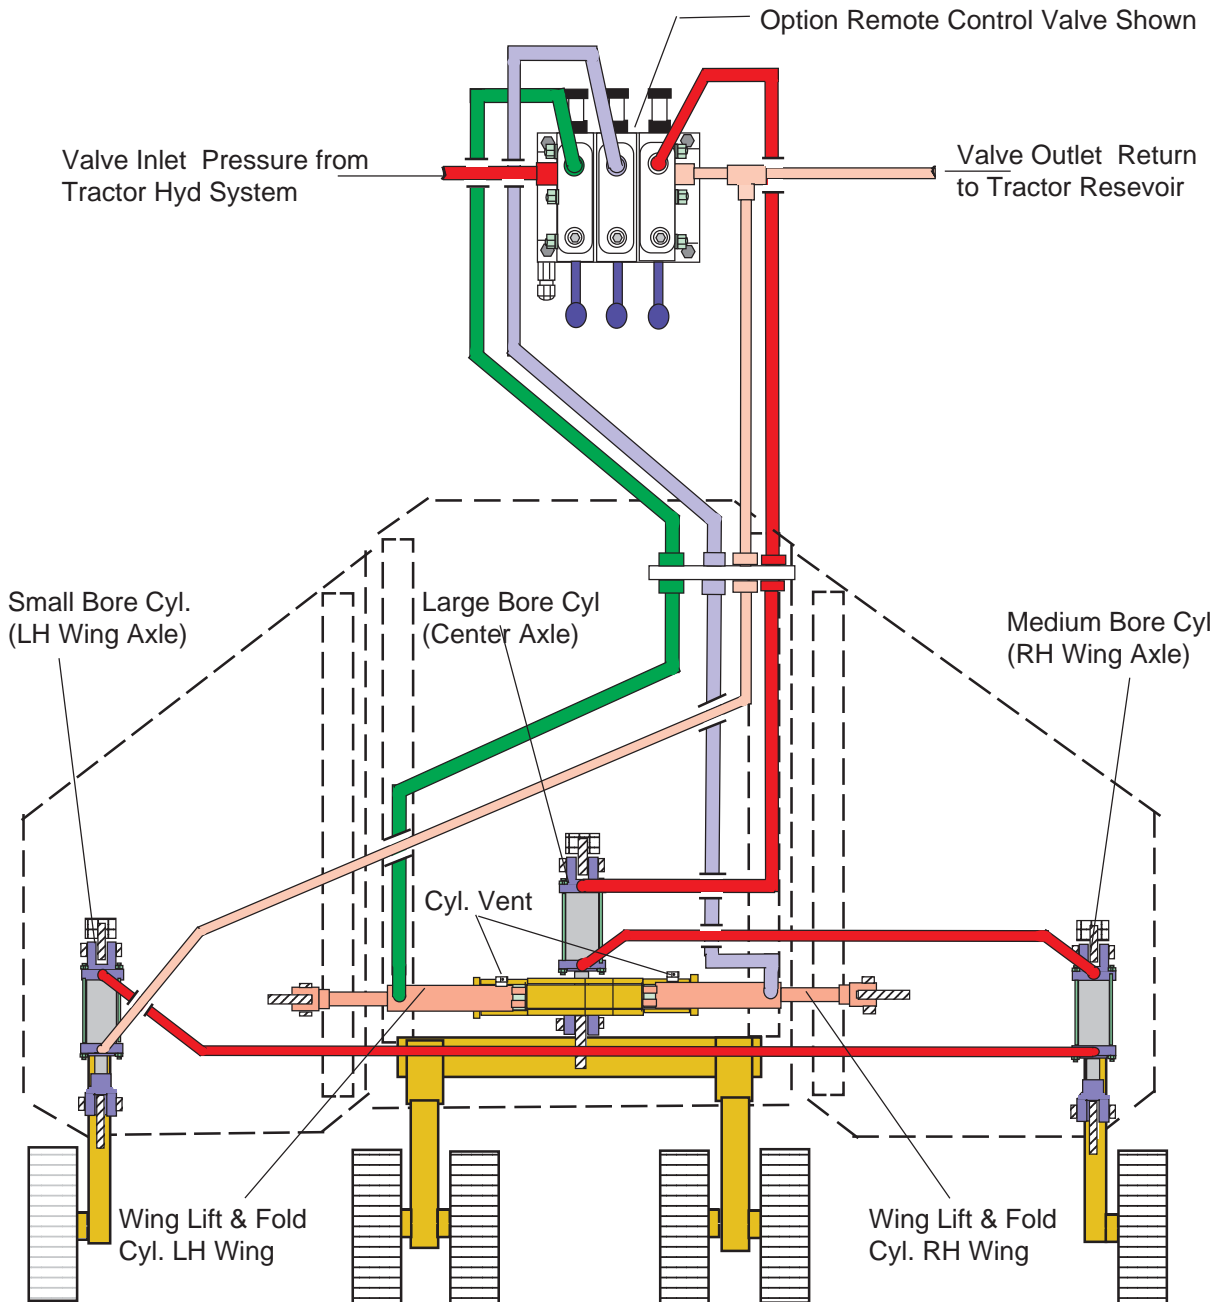 Option Remote Control Valve Shown
Valve Inlet Pressure from
Tractor Hyd System
Valve Outlet Return
to Tractor Resevoir
Small Bore Cyl.
(LH Wing Axle)
Large Bore Cyl
(Center Axle)
Medium Bore Cyl
(RH Wing Axle)
Cyl. Vent
Wing Lift & Fold
Cyl. LH Wing
Wing Lift & Fold
Cyl. RH Wing